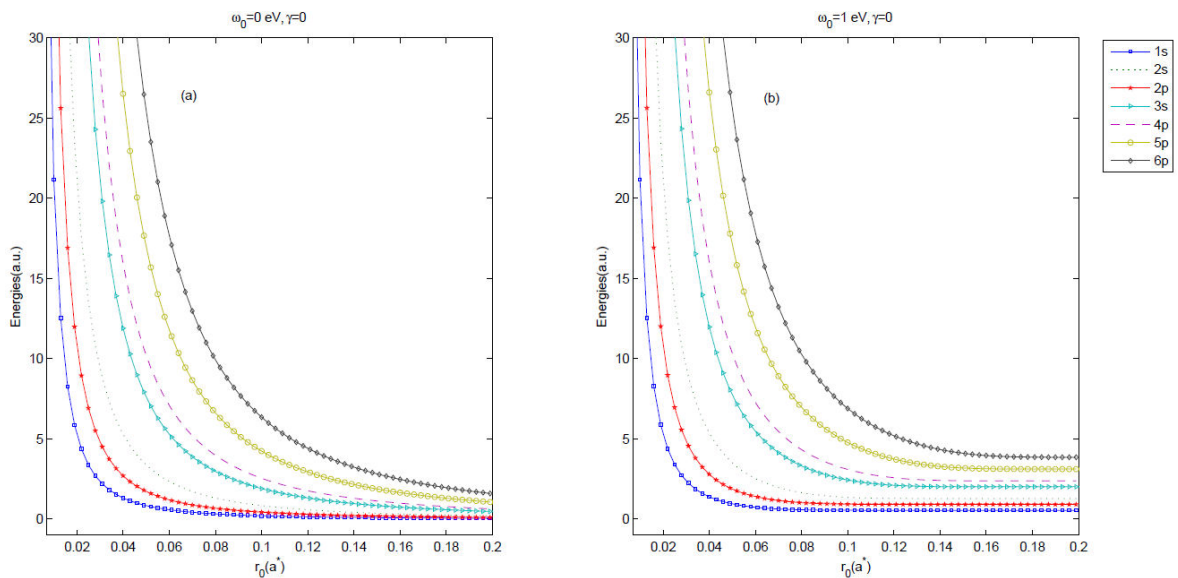 ω₀=0 eV, γ=0
30
25
20
15
10
5
0
Energies(a.u.)
(a)
0.02 0.04 0.06 0.08 0.1 0.12 0.14 0.16 0.18 0.2
r₀(a*)
ω₀=1 eV, γ=0
30
25
20
15
10
5
0
Energies(a.u.)
(b)
0.02 0.04 0.06 0.08 0.1 0.12 0.14 0.16 0.18 0.2
r₀(a*)
1s
2s
2p
3s
4p
5p
6p